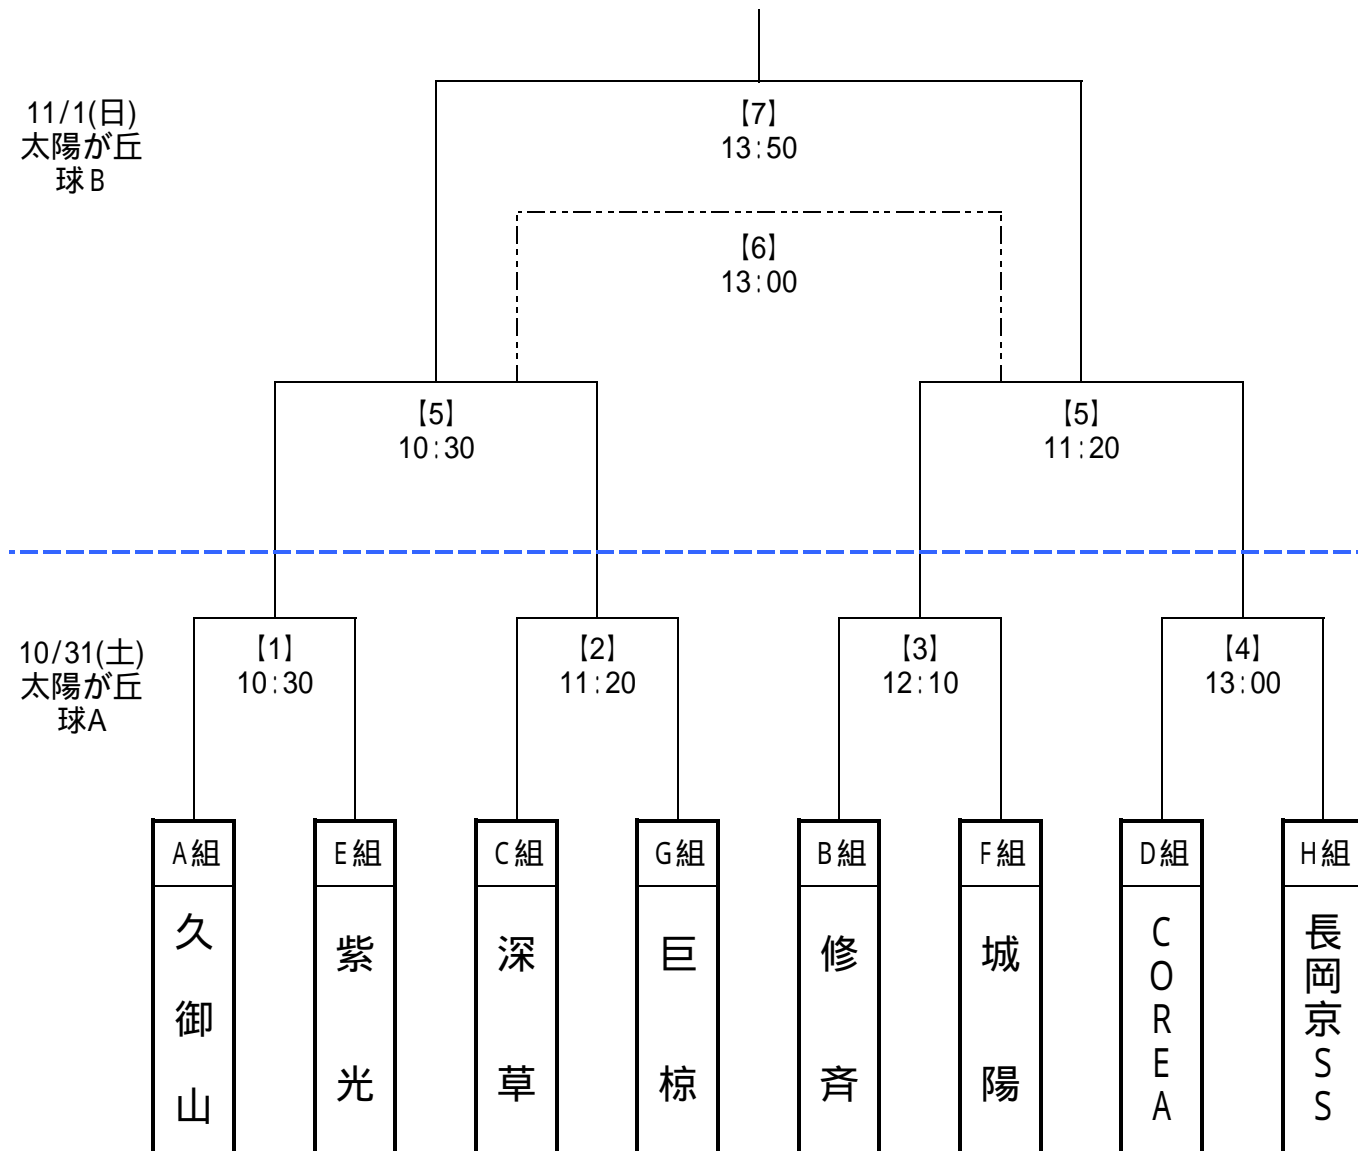 11/1(日)
太陽が丘
球B
【7】
13:50
【6】
13:00
【5】
10:30
【5】
11:20
10/31(土)
太陽が丘
球A
【1】
10:30
【2】
11:20
【3】
12:10
【4】
13:00
A組
E組
C組
G組
B組
F組
D組
H組
久御山
紫光
深草
巨椋
修斉
城陽
COREA
長岡京SS